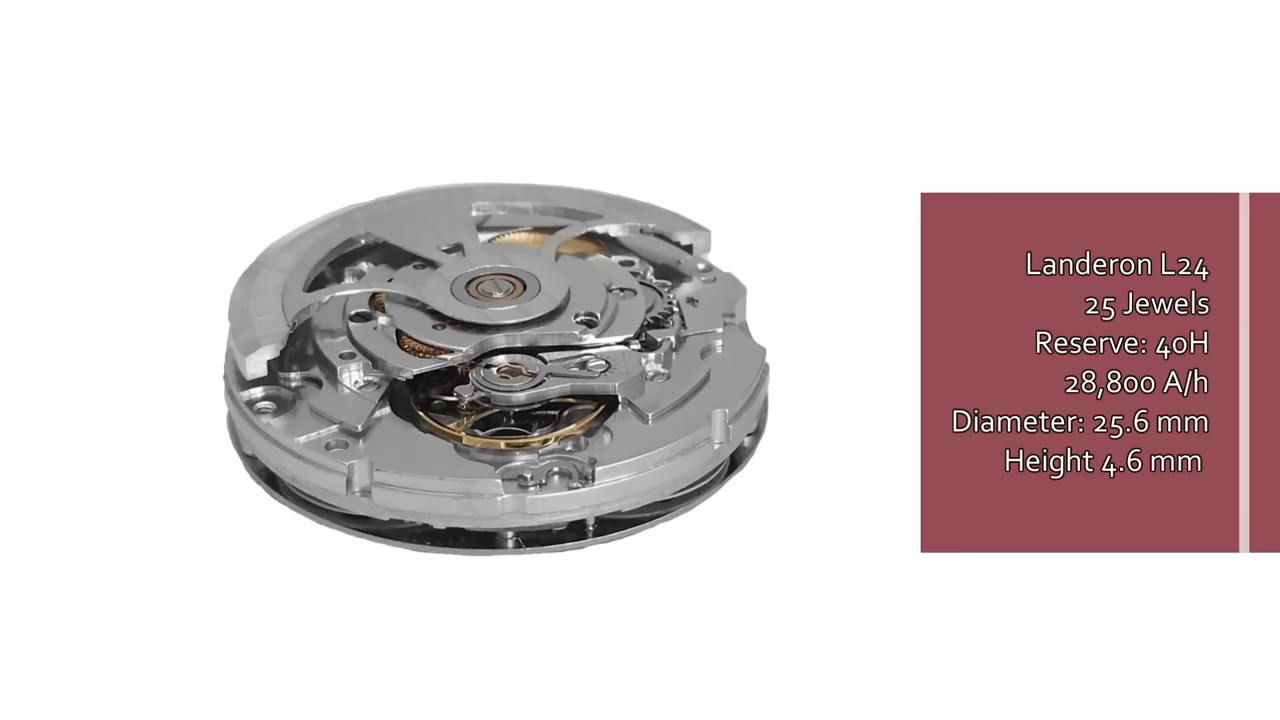 Landeron L24
25 Jewels
Reserve: 40H
28,800 A/h
Diameter: 25.6 mm
Height 4.6 mm